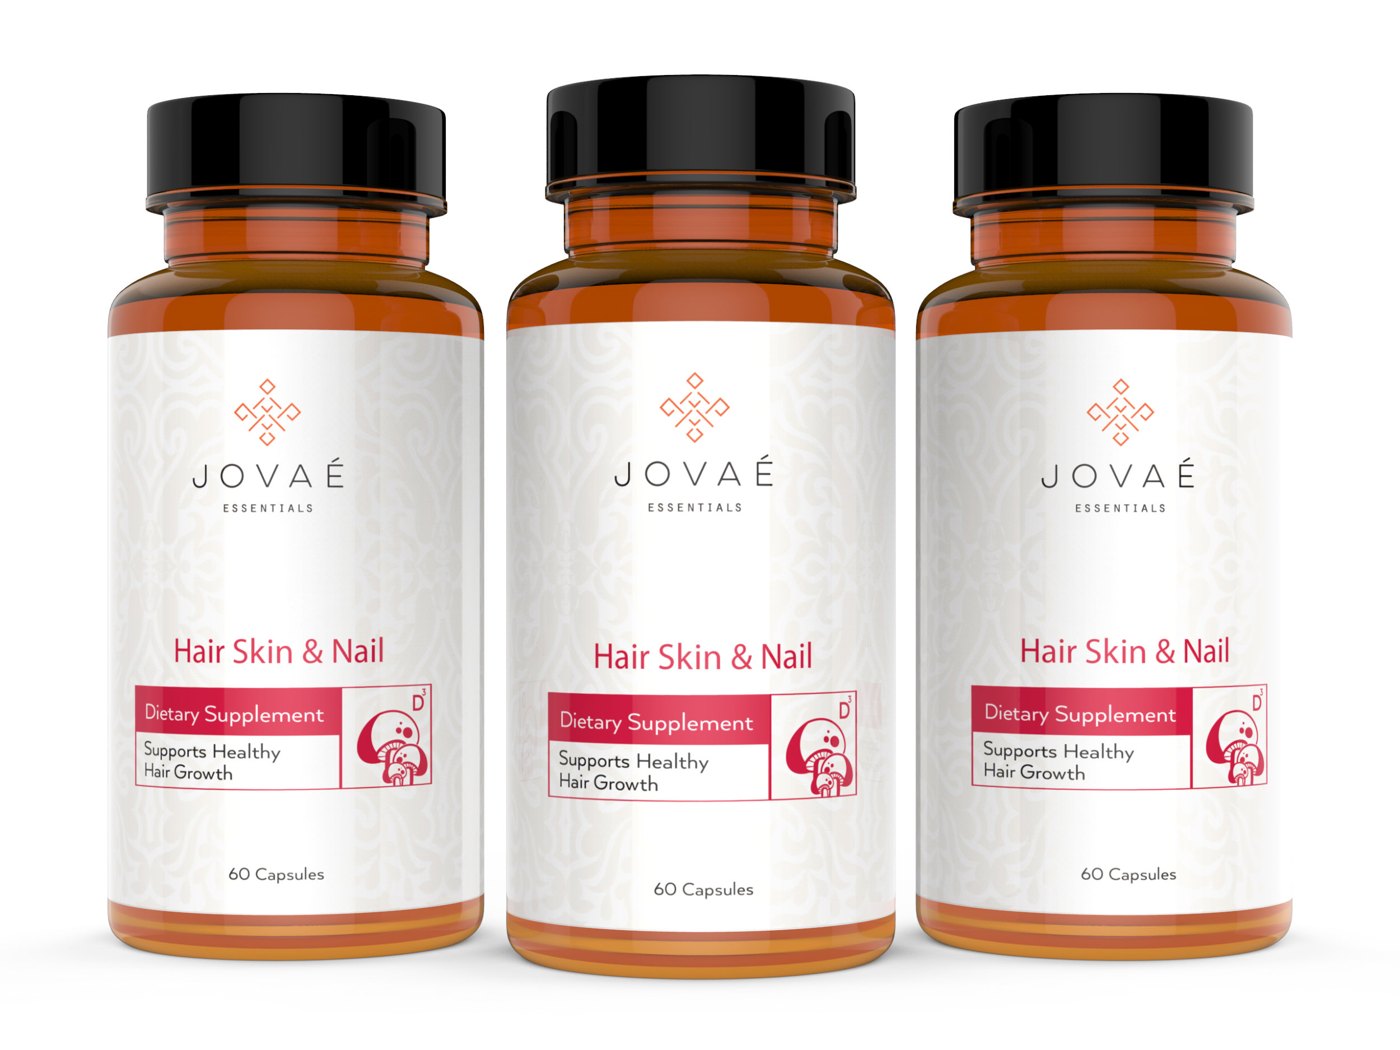 JOVAÉ
ESSENTIALS
Hair Skin & Nail
Dietary Supplement
Supports Healthy
Hair Growth
D³
60 Capsules
JOVAÉ
ESSENTIALS
Hair Skin & Nail
Dietary Supplement
Supports Healthy
Hair Growth
D³
60 Capsules
JOVAÉ
ESSENTIALS
Hair Skin & Nail
Dietary Supplement
Supports Healthy
Hair Growth
D³
60 Capsules